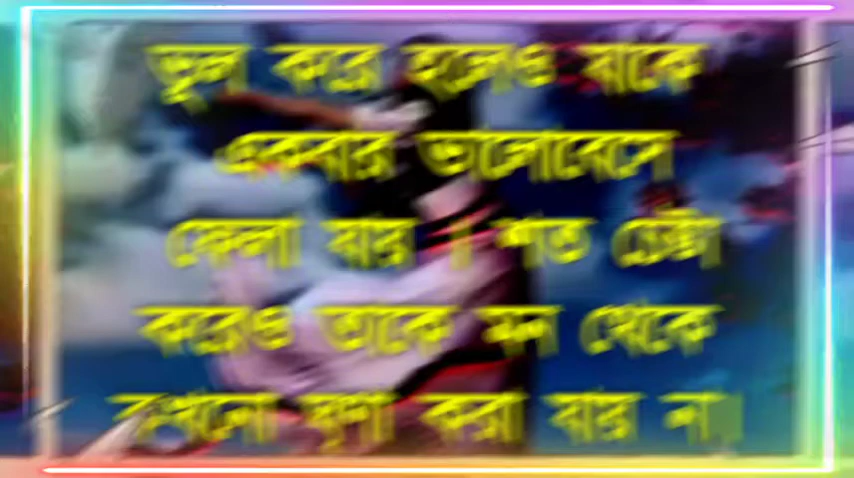 ভুল করে হলেও যাকে
একবার ভালোবেসে
ফেলা যায় । শত চেষ্টা
করেও তাকে মন থেকে
কখনো ঘৃণা করা যায় না।